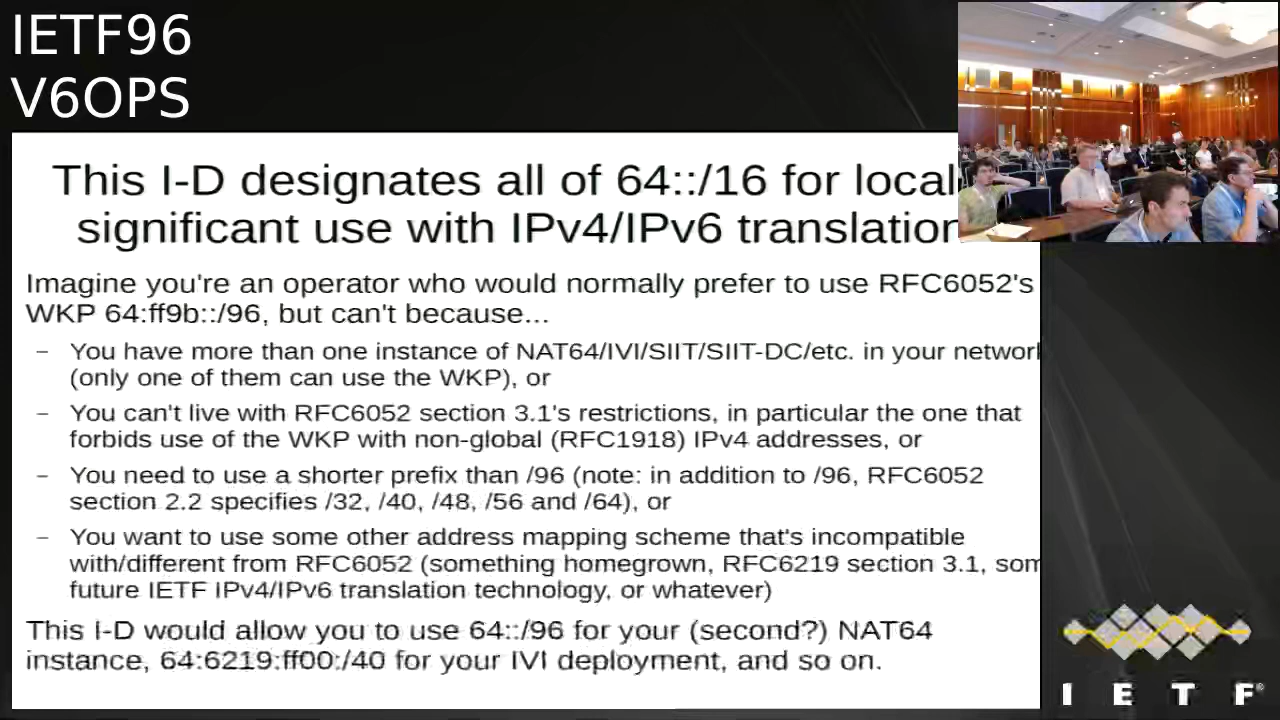 IETF96
V6OPS
This I-D designates all of 64::/16 for local
significant use with IPv4/IPv6 translation
Imagine you're an operator who would normally prefer to use RFC6052's
WKP 64:ff9b::/96, but can't because...
– You have more than one instance of NAT64/IVI/SIIT/SIIT-DC/etc. in your network
(only one of them can use the WKP), or
– You can't live with RFC6052 section 3.1's restrictions, in particular the one that
forbids use of the WKP with non-global (RFC1918) IPv4 addresses, or
– You need to use a shorter prefix than /96 (note: in addition to /96, RFC6052
section 2.2 specifies /32, /40, /48, /56 and /64), or
– You want to use some other address mapping scheme that's incompatible
with/different from RFC6052 (something homegrown, RFC6219 section 3.1, som
future IETF IPv4/IPv6 translation technology, or whatever)
This I-D would allow you to use 64::/96 for your (second?) NAT64
instance, 64:6219:ff00:/40 for your IVI deployment, and so on.
I E T F®